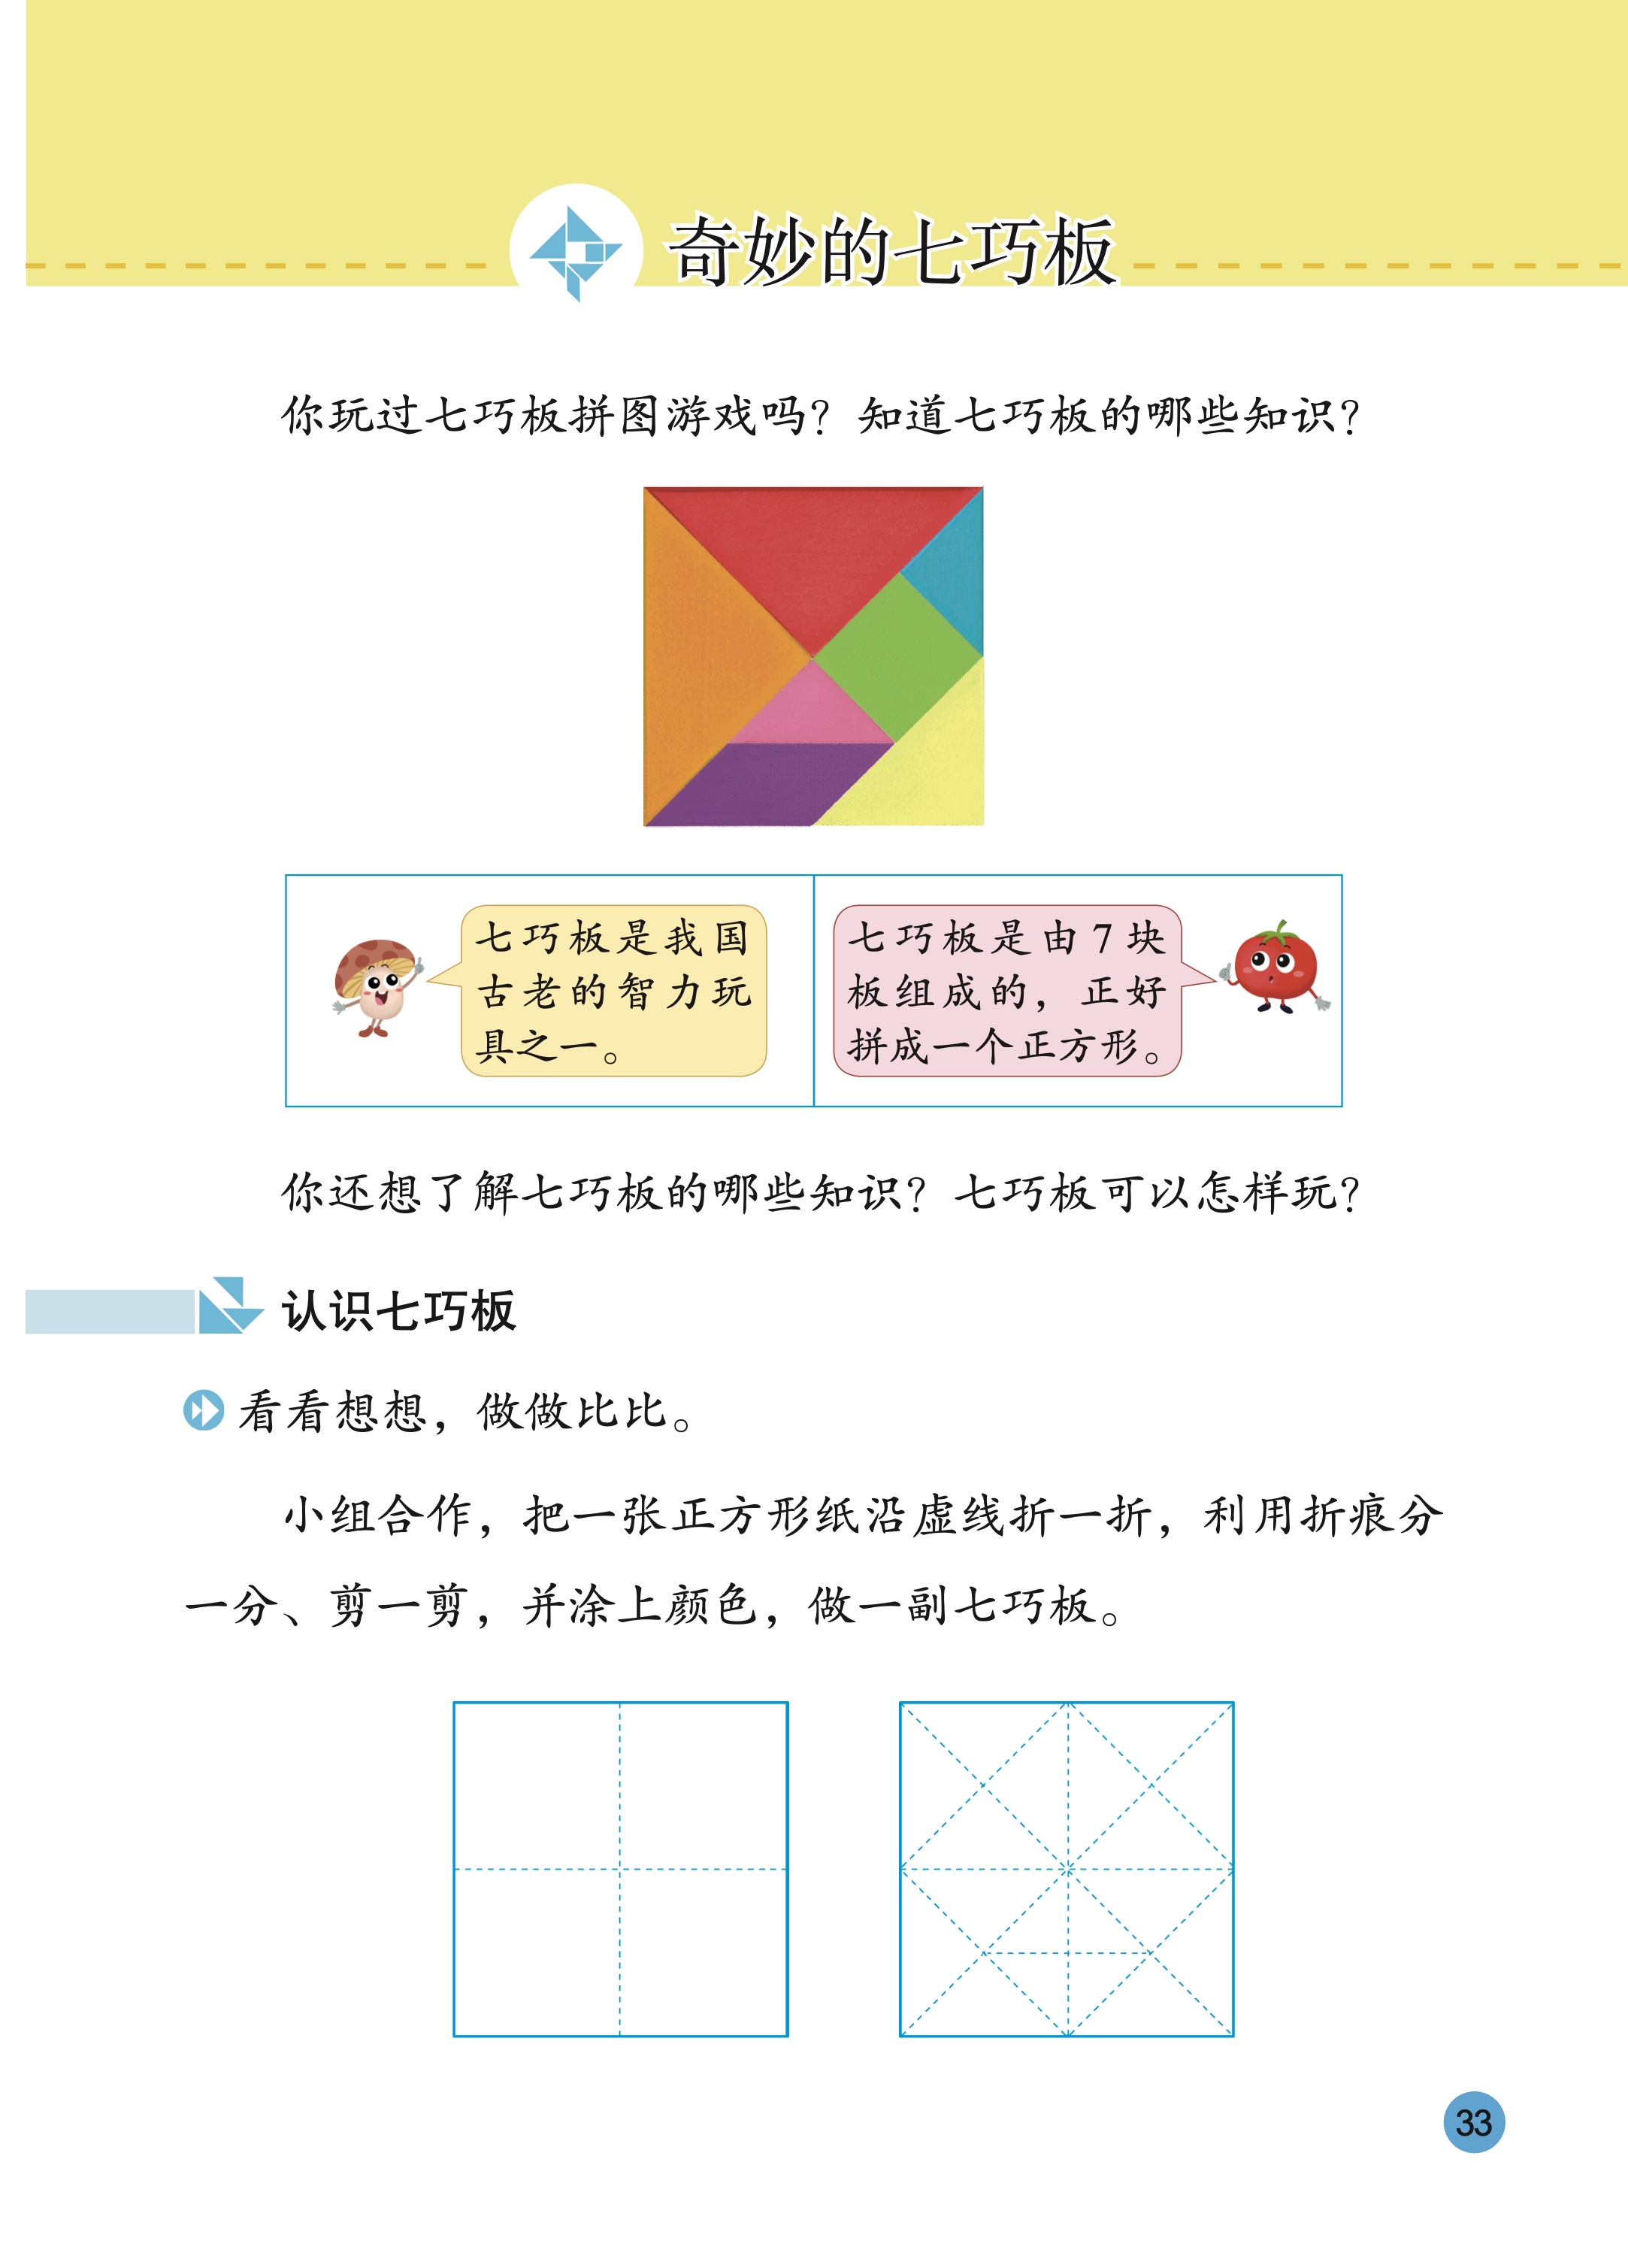 奇妙的七巧板
你玩过七巧板拼图游戏吗？知道七巧板的哪些知识？
七巧板是我国
古老的智力玩
具之一。
七巧板是由7块
板组成的，正好
拼成一个正方形。
你还想了解七巧板的哪些知识？七巧板可以怎样玩？
认识七巧板
看看想想，做做比比。
小组合作，把一张正方形纸沿虚线折一折，利用折痕分
一分、剪一剪，并涂上颜色，做一副七巧板。
33